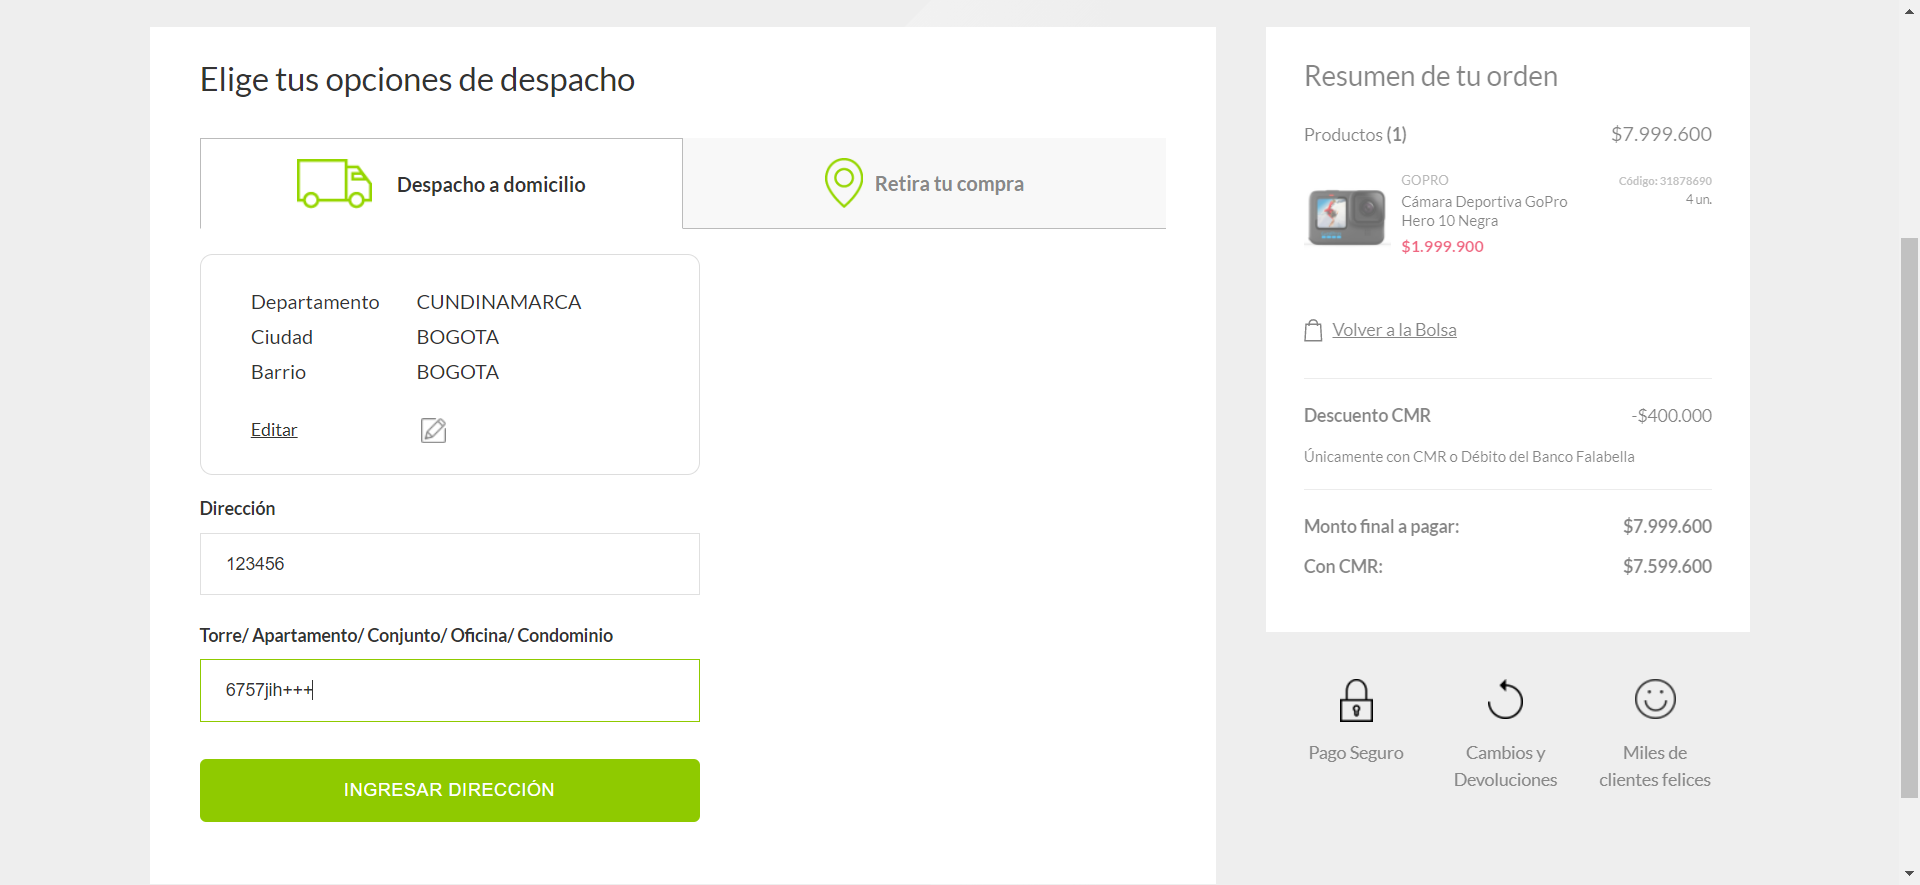 Elige tus opciones de despacho
Despacho a domicilio
Retira tu compra
Departamento CUNDINAMARCA
Ciudad BOGOTA
Barrio BOGOTA
Editar
Dirección
123456
Torre/ Apartamento/ Conjunto/ Oficina/ Condominio
6757jih+++
INGRESAR DIRECCIÓN
Resumen de tu orden
Productos (1) $7.999.600
GOPRO Código: 31878690
Cámara Deportiva GoPro 4 un.
Hero 10 Negra
$1.999.900
Volver a la Bolsa
Descuento CMR -$400.000
Únicamente con CMR o Débito del Banco Falabella
Monto final a pagar: $7.999.600
Con CMR: $7.599.600
Pago Seguro
Cambios y
Devoluciones
Miles de
clientes felices